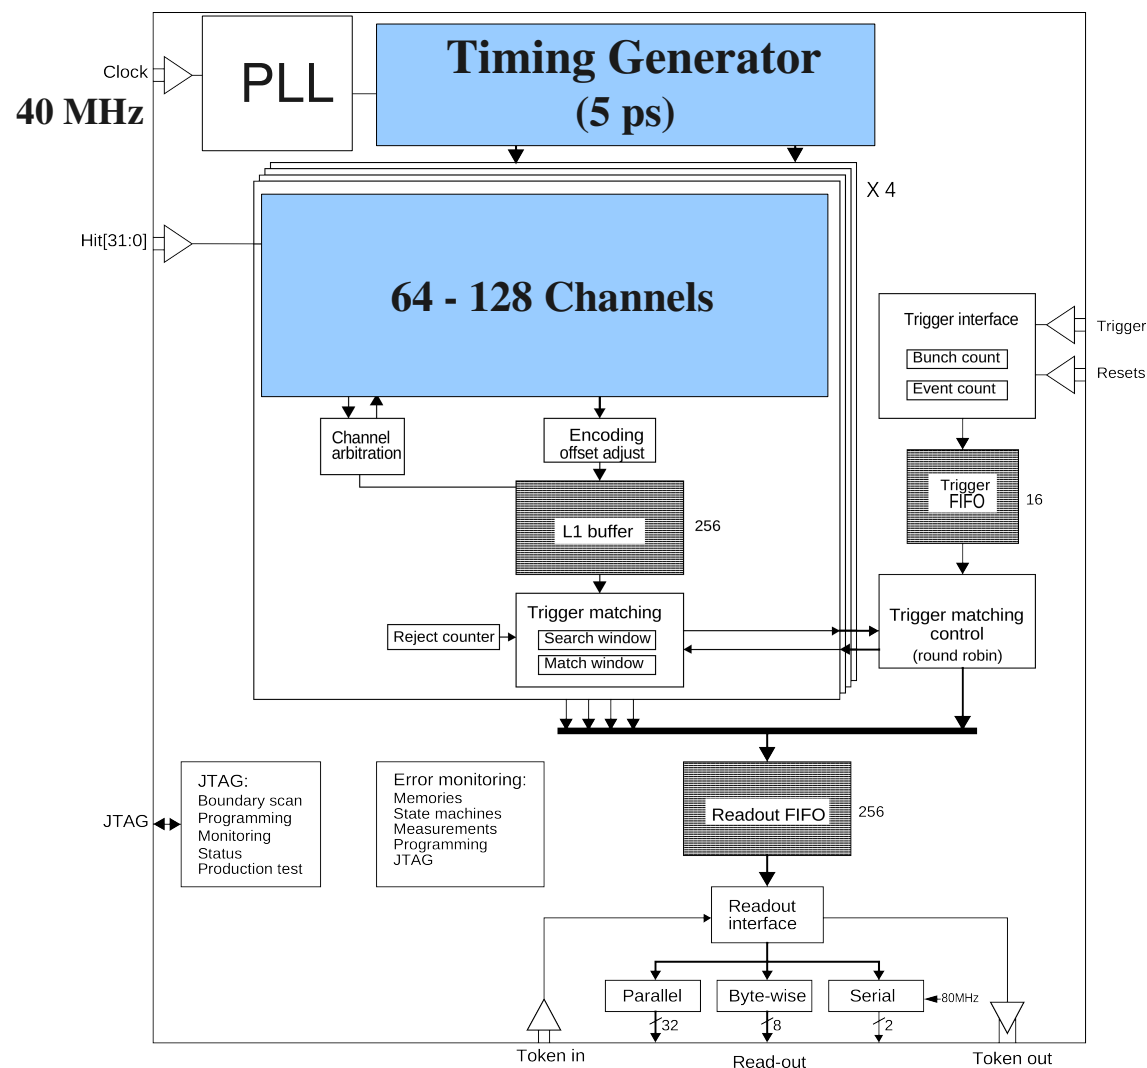 Clock
40 MHz
PLL
Timing Generator
(5 ps)
X 4
Hit[31:0]
64 - 128 Channels
Trigger interface
Bunch count
Event count
Trigger
Resets
Channel
arbitration
Encoding
offset adjust
Trigger
FIFO
16
L1 buffer
256
Trigger matching
Search window
Match window
Reject counter
Trigger matching
control
(round robin)
JTAG
JTAG:
Boundary scan
Programming
Monitoring
Status
Production test
Error monitoring:
Memories
State machines
Measurements
Programming
JTAG
Readout FIFO
256
Readout
interface
Parallel
Byte-wise
Serial
80MHz
32
8
2
Token in
Read-out
Token out